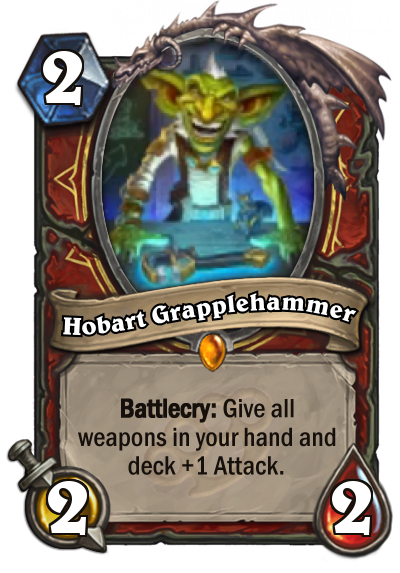 2
Hobart Grapplehammer
Battlecry: Give all
weapons in your hand and
deck +1 Attack.
2
2